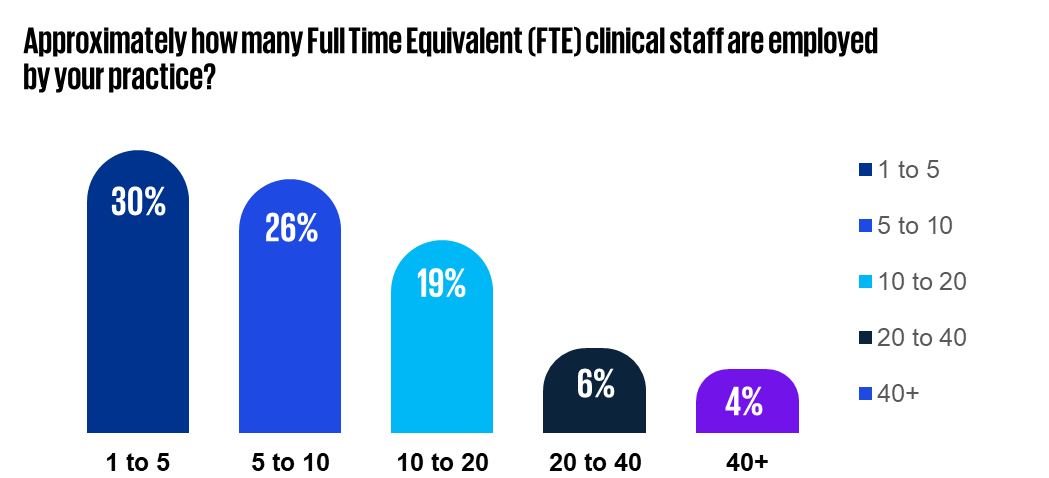 Approximately how many Full Time Equivalent (FTE) clinical staff are employed
by your practice?
30%
26%
19%
6%
4%
1 to 5
5 to 10
10 to 20
20 to 40
40+
1 to 5
5 to 10
10 to 20
20 to 40
40+